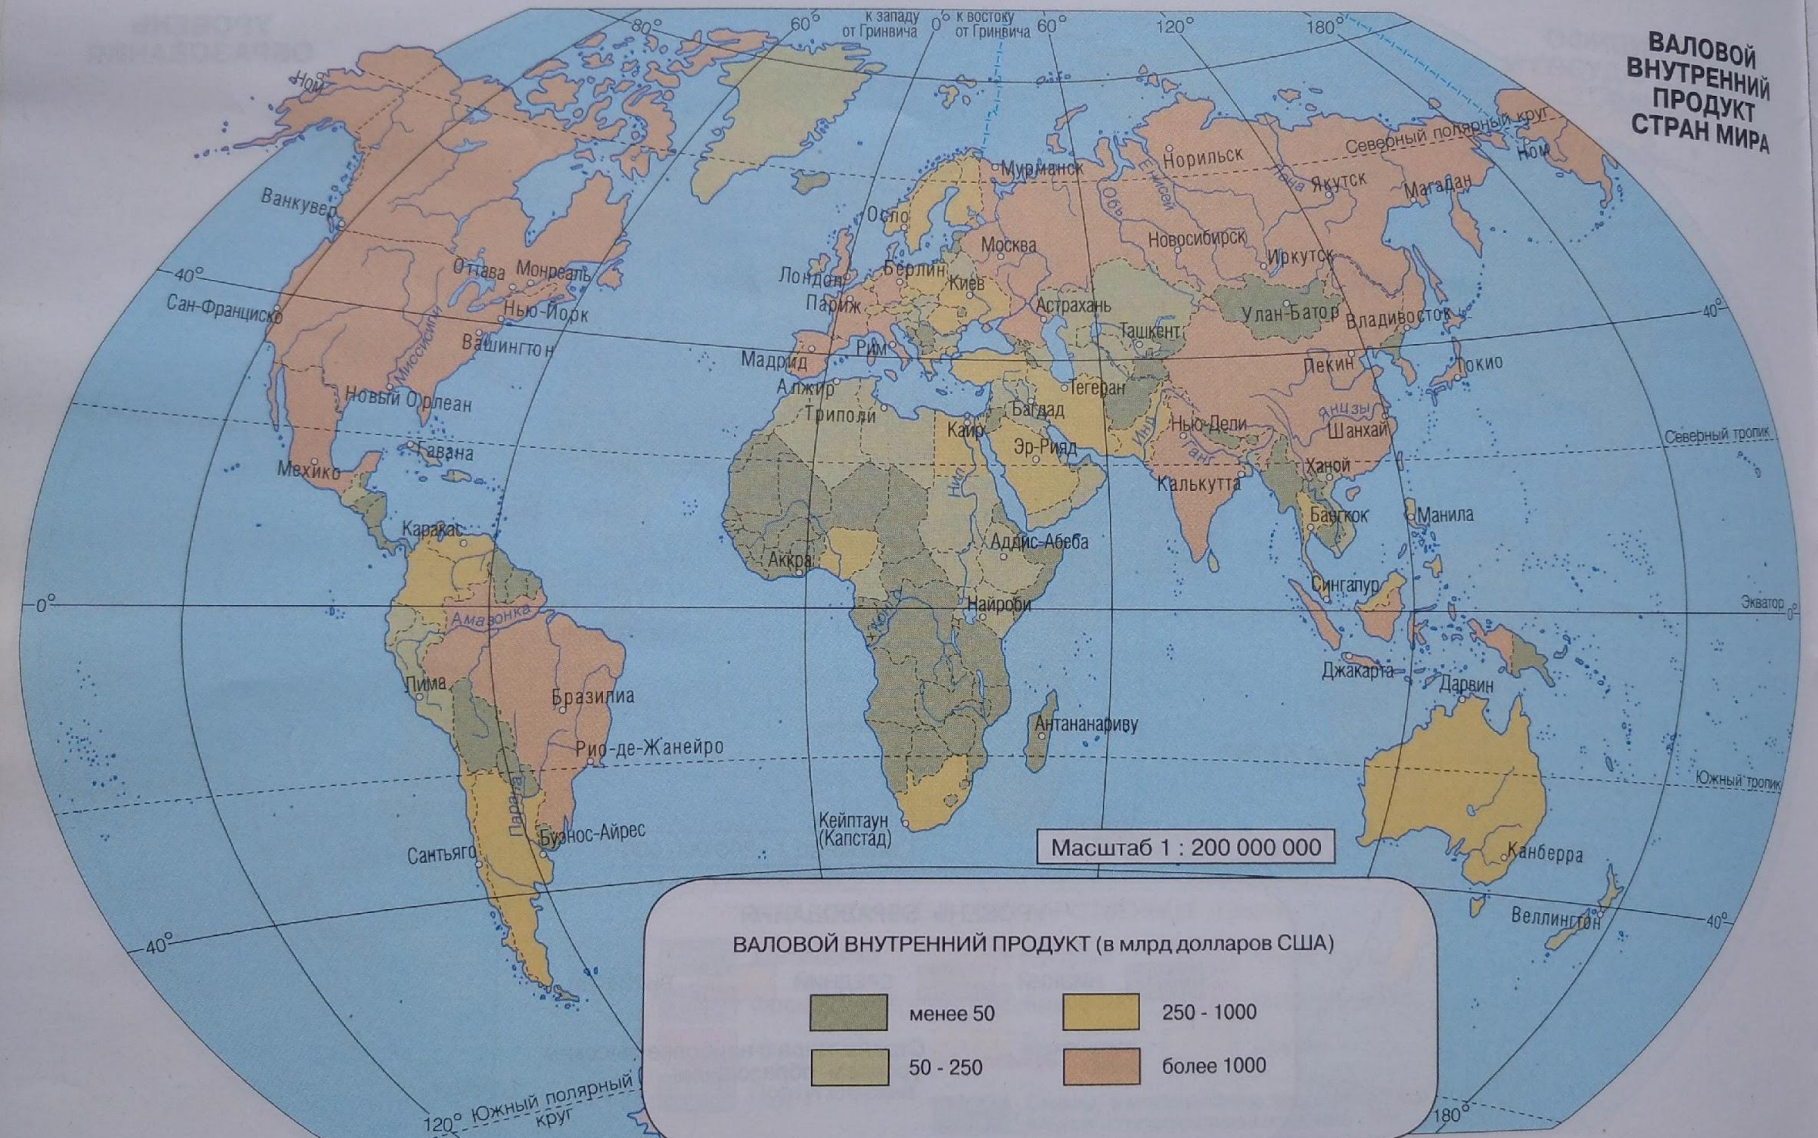 80°
60°
к западу
от Гринвича
0°
к востоку
от Гринвича
60°
120°
180°
ВАЛОВОЙ
ВНУТРЕННИЙ
ПРОДУКТ
СТРАН МИРА
Ном
Северный полярный круг
Ном
Мурманск
Норильск
Енисей
Обь
Лена
Якутск
Магадан
Ванкувер
Осло
Москва
Новосибирск
Иркутск
40°
Оттава
Монреаль
Лондон
Берлин
Киев
Сан-Франциско
Нью-Йорк
Париж
Астрахань
Улан-Батор
Владивосток
40°
Вашингтон
Миссисипи
Мадрид
Рим
Ташкент
Пекин
Токио
Новый Орлеан
Алжир
Триполи
Тегеран
Багдад
Каир
Эр-Рияд
Инд
Нью-Дели
Ганг
Янцзы
Шанхай
Северный тропик
Гавана
Мехико
Нил
Калькутта
Ханой
Каракас
Аккра
Аддис-Абеба
Бангкок
Манила
0°
Амазонка
Конго
Найроби
Сингапур
Экватор
0°
Лима
Бразилиа
Джакарта
Дарвин
Рио-де-Жанейро
Антананариву
Южный тропик
Парана
Сантьяго
Буэнос-Айрес
Кейптаун
(Капстад)
Масштаб 1 : 200 000 000
Канберра
Веллингтон
40°
40°
ВАЛОВОЙ ВНУТРЕННИЙ ПРОДУКТ (в млрд долларов США)
менее 50
250 - 1000
50 - 250
более 1000
120°
Южный полярный
круг
180°